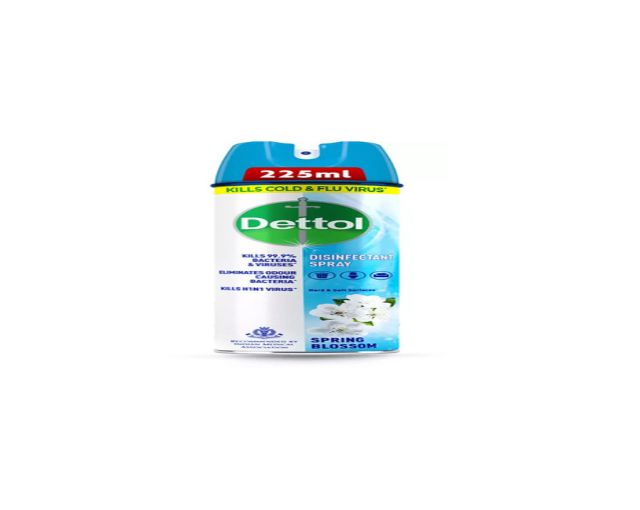 225ml
KILLS COLD & FLU VIRUS*
Dettol
KILLS 99.9%
BACTERIA
& VIRUSES*
ELIMINATES ODOUR
CAUSING
BACTERIA*
KILLS H1N1 VIRUS*
DISINFECTANT
SPRAY
Hard & Soft Surfaces
RECOMMENDED BY
INDIAN MEDICAL
ASSOCIATION
SPRING
BLOSSOM